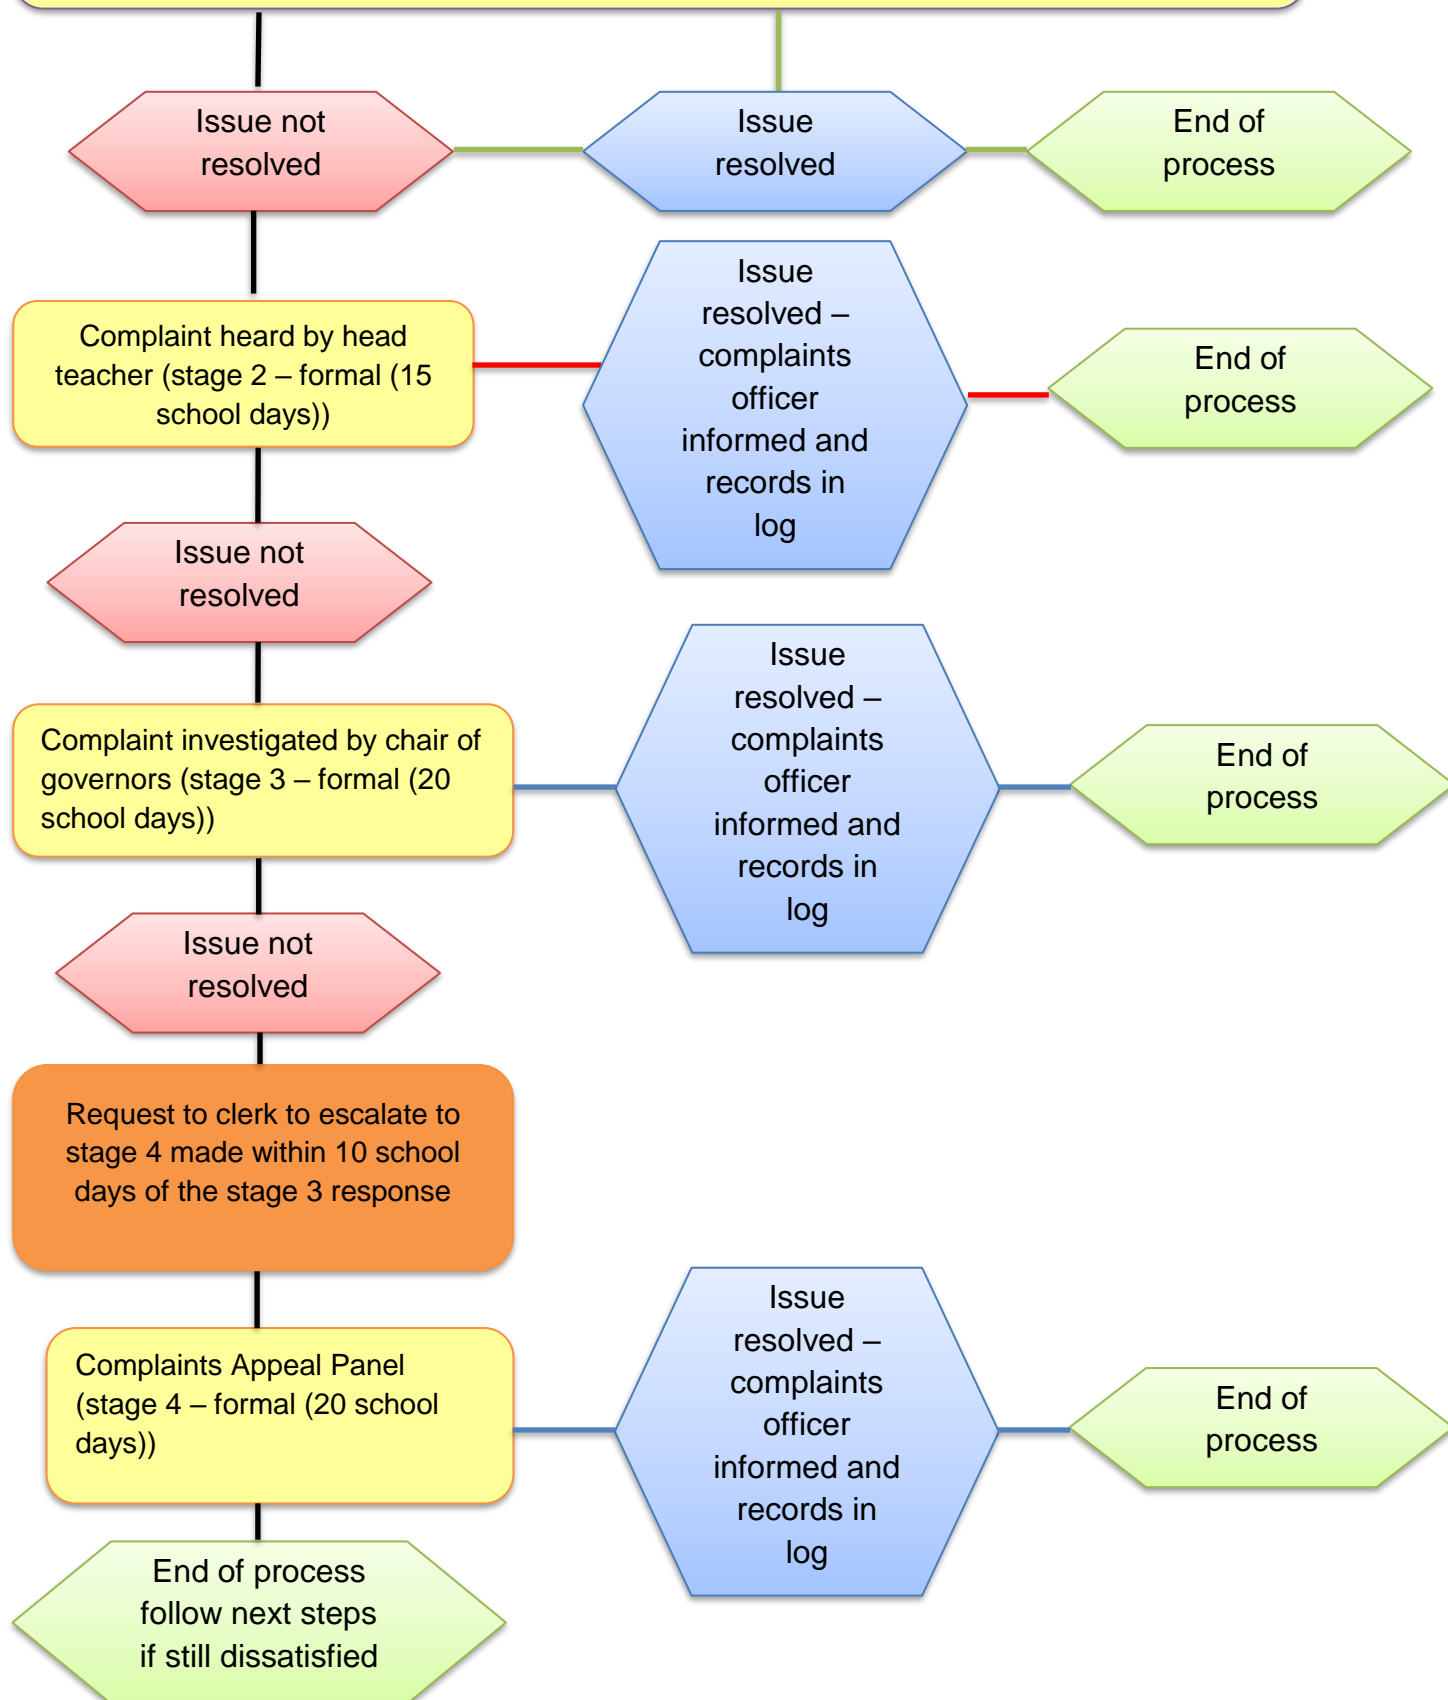 Issue not
resolved
Issue
resolved
End of
process
Complaint heard by head
teacher (stage 2 – formal (15
school days))
Issue
resolved –
complaints
officer
informed and
records in
log
End of
process
Issue not
resolved
Complaint investigated by chair of
governors (stage 3 – formal (20
school days))
Issue
resolved –
complaints
officer
informed and
records in
log
End of
process
Issue not
resolved
Request to clerk to escalate to
stage 4 made within 10 school
days of the stage 3 response
Complaints Appeal Panel
(stage 4 – formal (20 school
days))
Issue
resolved –
complaints
officer
informed and
records in
log
End of
process
End of process
follow next steps
if still dissatisfied